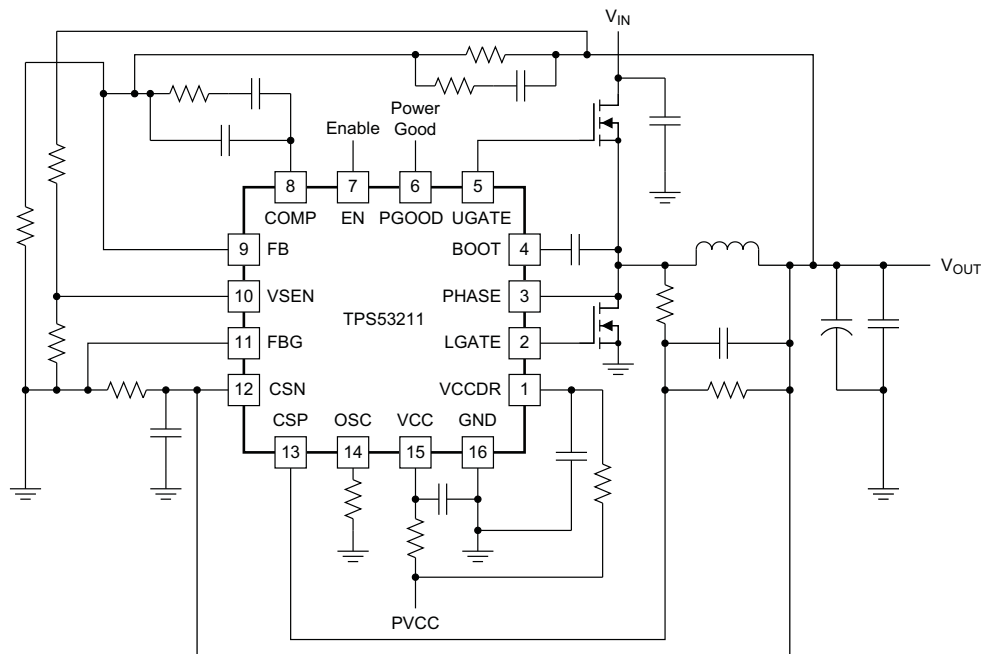 V_IN
Power
Good
Enable
8
7
6
5
COMP
EN
PGOOD
UGATE
9
FB
BOOT
4
V_OUT
10
VSEN
PHASE
3
TPS53211
11
FBG
LGATE
2
12
CSN
VCCDR
1
CSP
OSC
VCC
GND
13
14
15
16
PVCC